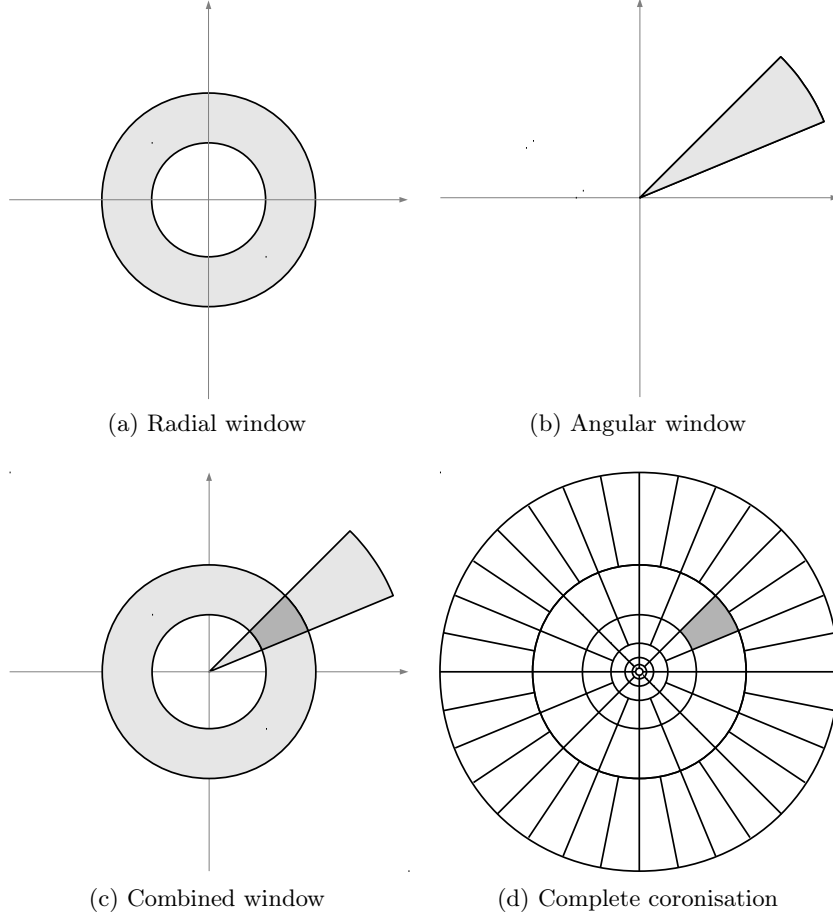 (a) Radial window
(b) Angular window
(c) Combined window
(d) Complete coronisation